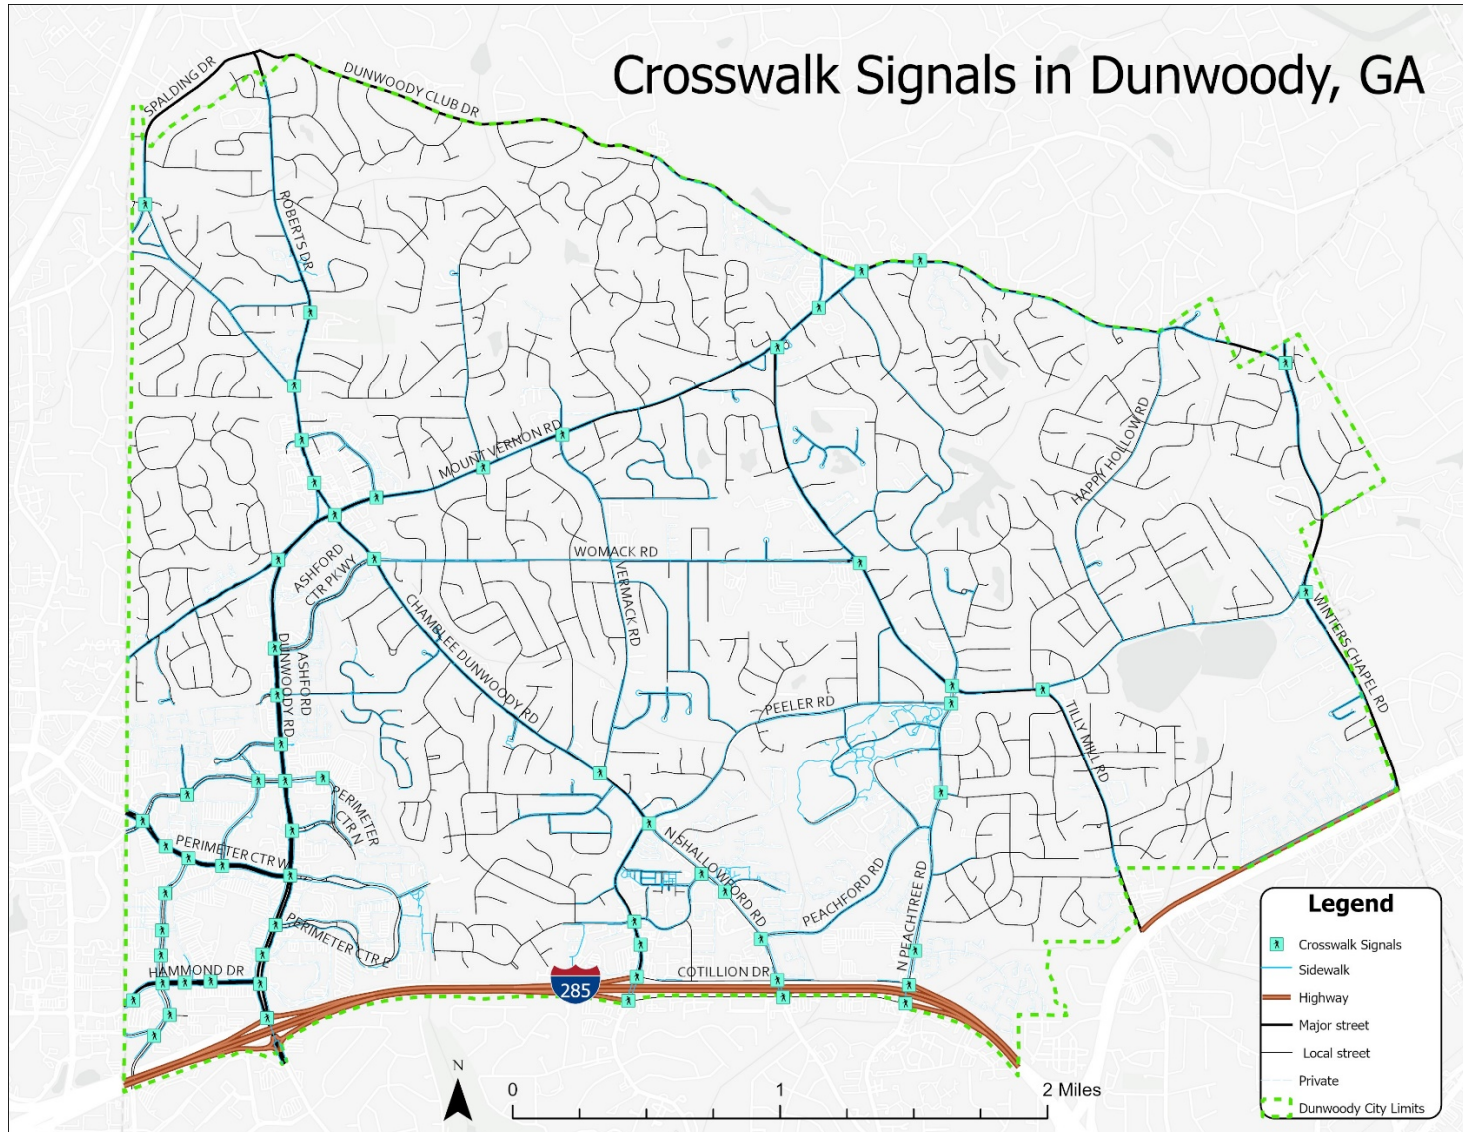 Crosswalk Signals in Dunwoody, GA
SPALDING DR
DUNWOODY CLUB DR
ROBERTS DR
MOUNT VERNON RD
HAPPY HOLLOW RD
WOMACK RD
ASHFORD
CTR PKWY
VERMACK RD
CHAMBLEE DUNWOODY RD
WINTERS CHAPEL RD
ASHFORD
DUNWOODY RD
PEELER RD
TILLY MILL RD
PERIMETER
CTR N
PERIMETER CTR W
N SHALLOWFORD RD
PEACHFORD RD
N PEACHTREE RD
PERIMETER CTR E
HAMMOND DR
COTILLION DR
285
N
0 1 2 Miles
Legend
Crosswalk Signals
Sidewalk
Highway
Major street
Local street
Private
Dunwoody City Limits